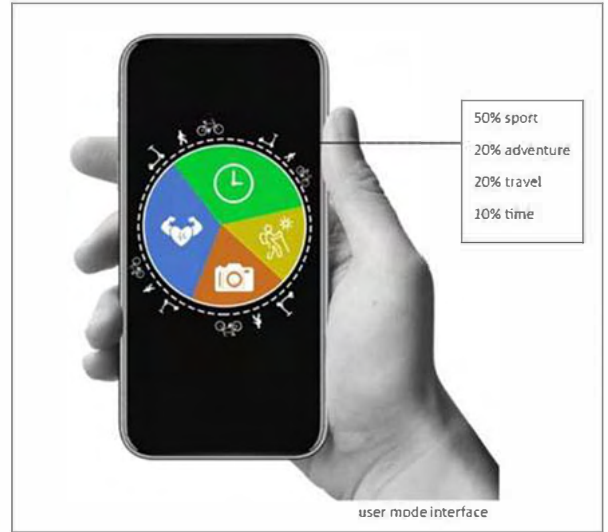 50% sport
20% adventure
20% travel
10% time
user mode interface